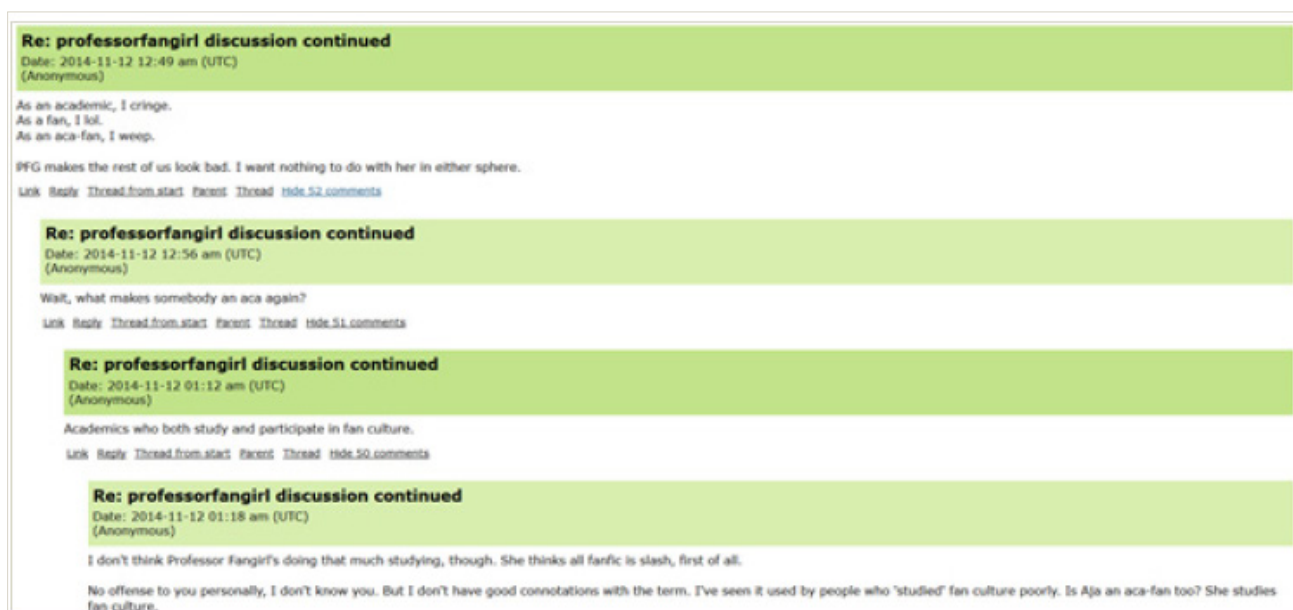 Re: professorfangirl discussion continued
Date: 2014-11-12 12:49 am (UTC)
(Anonymous)
As an academic, I cringe.
As a fan, I lol.
As an aca-fan, I weep.
PFG makes the rest of us look bad. I want nothing to do with her in either sphere.
Link Reply Thread from start Parent Thread Hide 52 comments
Re: professorfangirl discussion continued
Date: 2014-11-12 12:56 am (UTC)
(Anonymous)
Wait, what makes somebody an aca again?
Link Reply Thread from start Parent Thread Hide 51 comments
Re: professorfangirl discussion continued
Date: 2014-11-12 01:12 am (UTC)
(Anonymous)
Academics who both study and participate in fan culture.
Link Reply Thread from start Parent Thread Hide 50 comments
Re: professorfangirl discussion continued
Date: 2014-11-12 01:18 am (UTC)
(Anonymous)
I don't think Professor Fangirl's doing that much studying, though. She thinks all fanfic is slash, first of all.
No offense to you personally, I don't know you. But I don't have good connotations with the term. I've seen it used by people who 'studied' fan culture poorly. Is Aja an aca-fan too? She studies
fan culture.